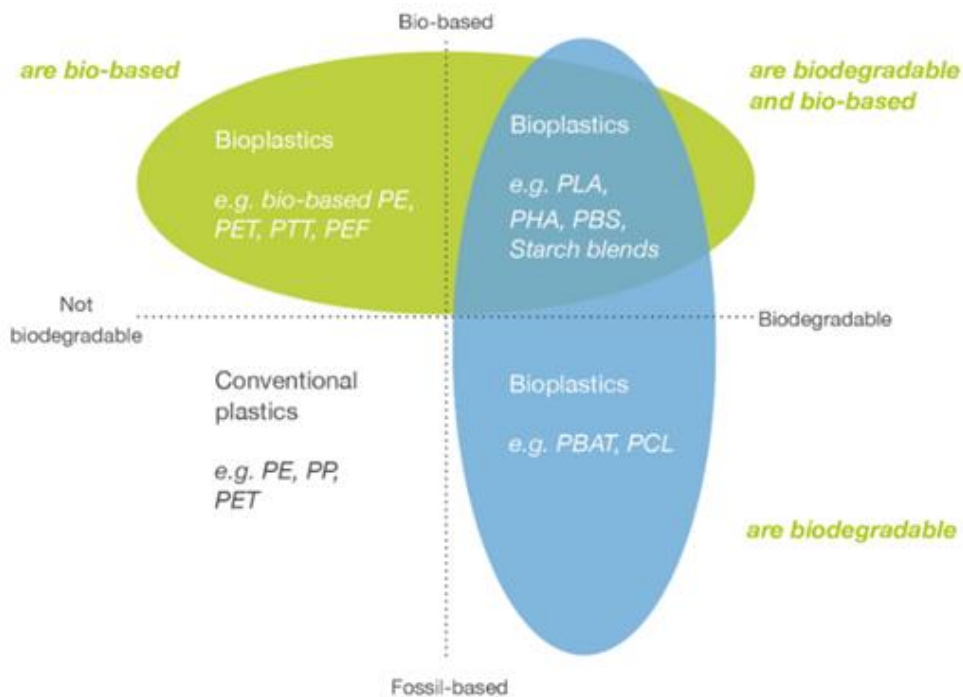 Bio-based
are bio-based
are biodegradable
and bio-based
Bioplastics
e.g. bio-based PE,
PET, PTT, PEF
Bioplastics
e.g. PLA,
PHA, PBS,
Starch blends
Not
biodegradable
Biodegradable
Conventional
plastics
e.g. PE, PP,
PET
Bioplastics
e.g. PBAT, PCL
are biodegradable
Fossil-based